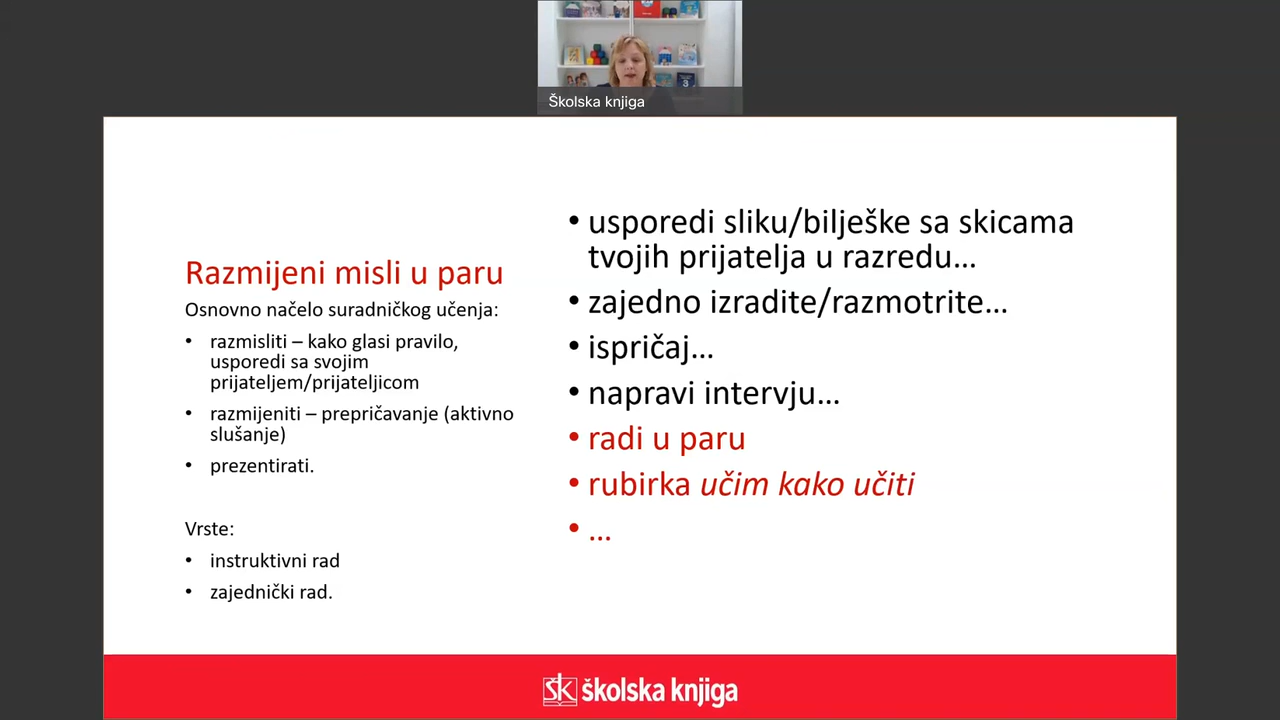 Školska knjiga
Razmijeni misli u paru
Osnovno načelo suradničkog učenja:
• razmisliti – kako glasi pravilo,
usporedi sa svojim
prijateljem/prijateljicom
• razmijeniti – prepričavanje (aktivno
slušanje)
• prezentirati.
Vrste:
• instruktivni rad
• zajednički rad.
• usporedi sliku/bilješke sa skicama
tvojih prijatelja u razredu...
• zajedno izradite/razmotrite...
• ispričaj...
• napravi intervju...
• radi u paru
• rubirka učim kako učiti
• ...
ŠK školska knjiga